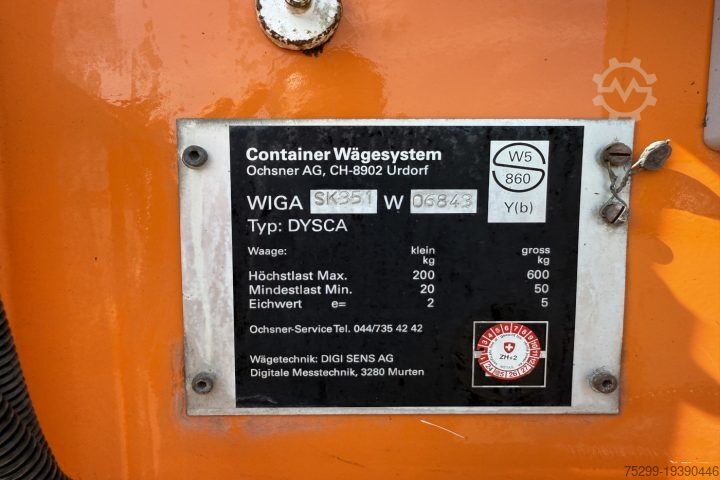 Container Wägesystem
Ochsner AG, CH-8902 Urdorf
WIGA SK351 W 06843
Typ: DYSCA
W5
860
Y(b)
Waage: klein gross
kg kg
Höchstlast Max. 200 600
Mindestlast Min. 20 50
Eichwert e= 2 5
Ochsner-Service Tel. 044/735 42 42
Wägetechnik: DIGI SENS AG
Digitale Messtechnik, 3280 Murten
ZH+2
75299-19390446